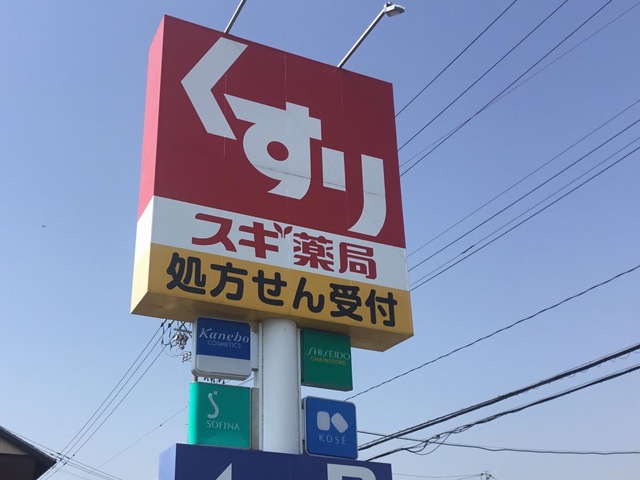 くすり
スギ薬局
処方せん受付
Kanebo
COSMETICS
SHISEIDO
CHAINSTORE
SOFINA
KOSÉ